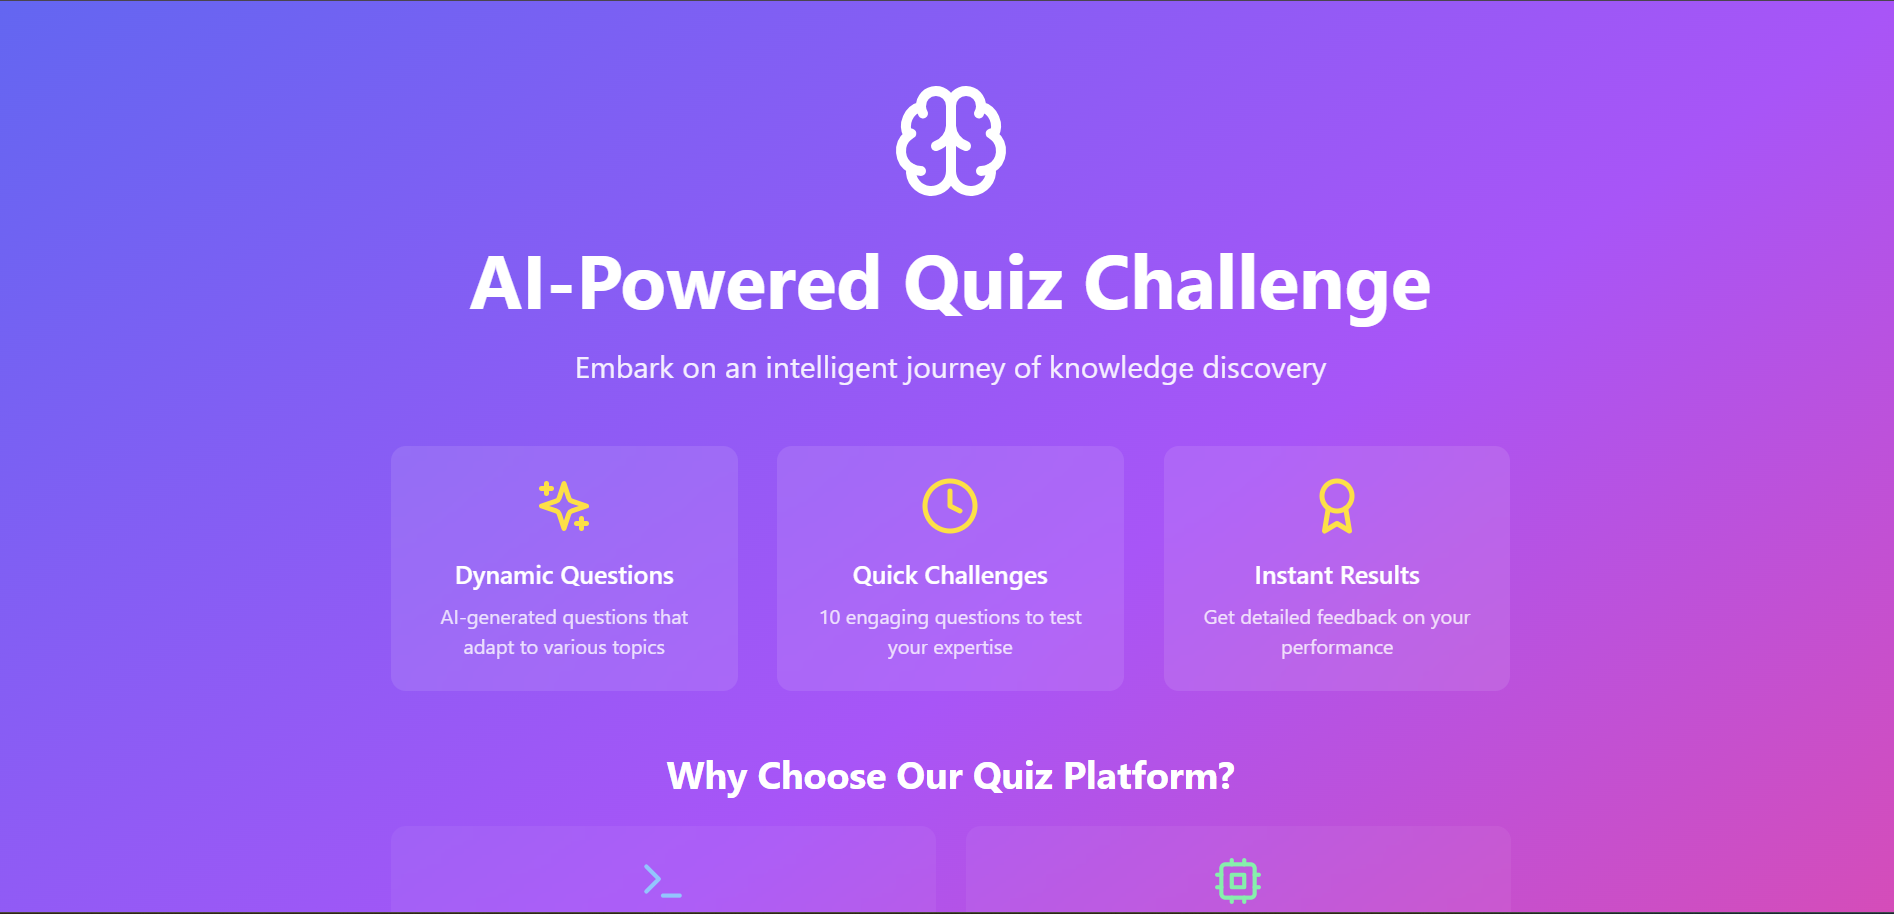 AI-Powered Quiz Challenge
Embark on an intelligent journey of knowledge discovery
Dynamic Questions
AI-generated questions that
adapt to various topics
Quick Challenges
10 engaging questions to test
your expertise
Instant Results
Get detailed feedback on your
performance
Why Choose Our Quiz Platform?